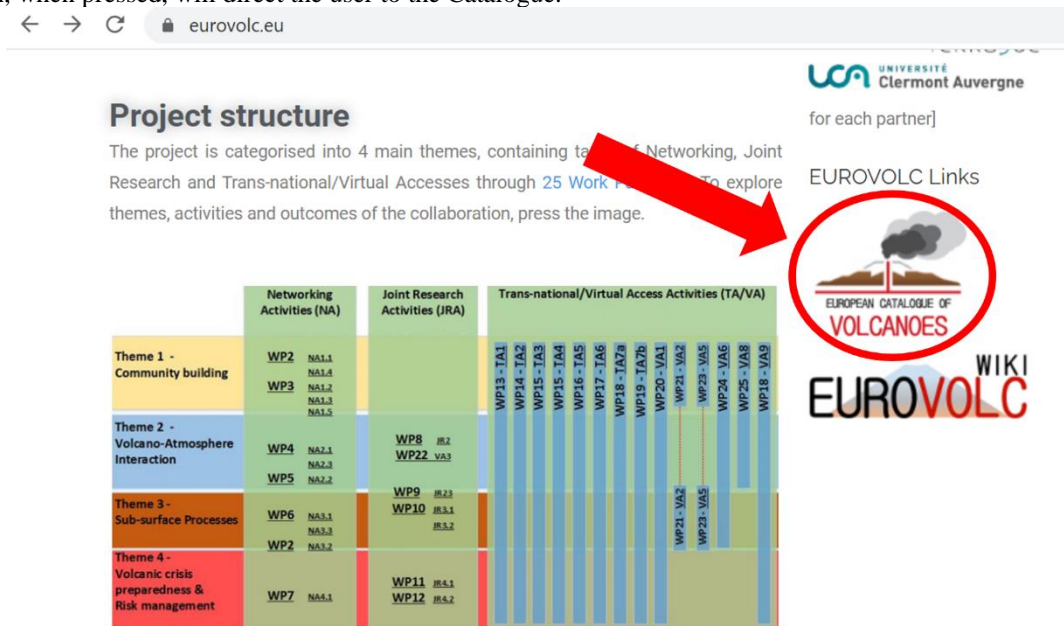 , when pressed, will direct the user to the Catalogue.
eurovolc.eu
UNIVERSITÉ
Clermont Auvergne
for each partner]
Project structure
The project is categorised into 4 main themes, containing Networking, Joint
Research and Trans-national/Virtual Accesses through 25 Work To explore
themes, activities and outcomes of the collaboration, press the image.
EUROVOLC Links
EUROPEAN CATALOGUE OF
VOLCANOES
WIKI
EUROVOLC
Networking
Activities (NA)
Joint Research
Activities (JRA)
Trans-national/Virtual Access Activities (TA/VA)
Theme 1 -
Community building
WP2 NA1.1
NA1.4
WP3 NA1.2
NA1.3
NA1.5
Theme 2 -
Volcano-Atmosphere
Interaction
WP4 NA2.1
NA2.3
WP5 NA2.2
WP8 JR2
WP22 VA3
Theme 3 -
Sub-surface Processes
WP6 NA3.1
NA3.3
WP2 NA3.2
WP9 JR23
WP10 JR3.1
JR3.2
Theme 4 -
Volcanic crisis
preparedness &
Risk management
WP7 NA4.1
WP11 JR4.1
WP12 JR4.2
WP13 - TA1
WP14 - TA2
WP15 - TA3
WP15 - TA4
WP16 - TA5
WP17 - TA6
WP18 - TA7a
WP19 - TA7b
WP20 - VA1
WP21 - VA2
WP23 - VA5
WP24 - VA6
WP25 - VA8
WP18 - VA9
WP21 - VA2
WP23 - VA5